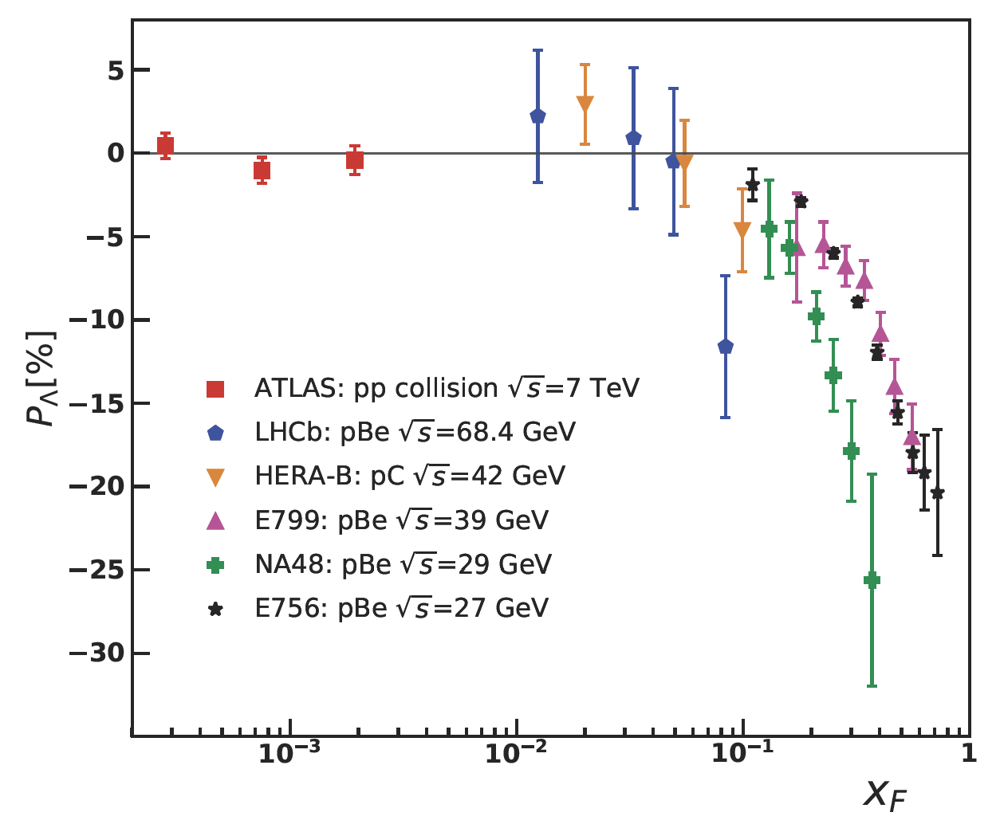 5
0
−5
−10
−15
−20
−25
−30
P_Λ[%]
ATLAS: pp collision √s=7 TeV
LHCb: pBe √s=68.4 GeV
HERA-B: pC √s=42 GeV
E799: pBe √s=39 GeV
NA48: pBe √s=29 GeV
E756: pBe √s=27 GeV
10⁻³ 10⁻² 10⁻¹ 1
x_F